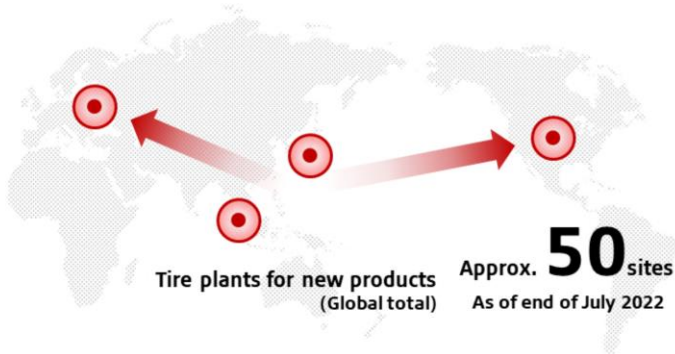 Tire plants for new products
(Global total)
Approx. 50 sites
As of end of July 2022